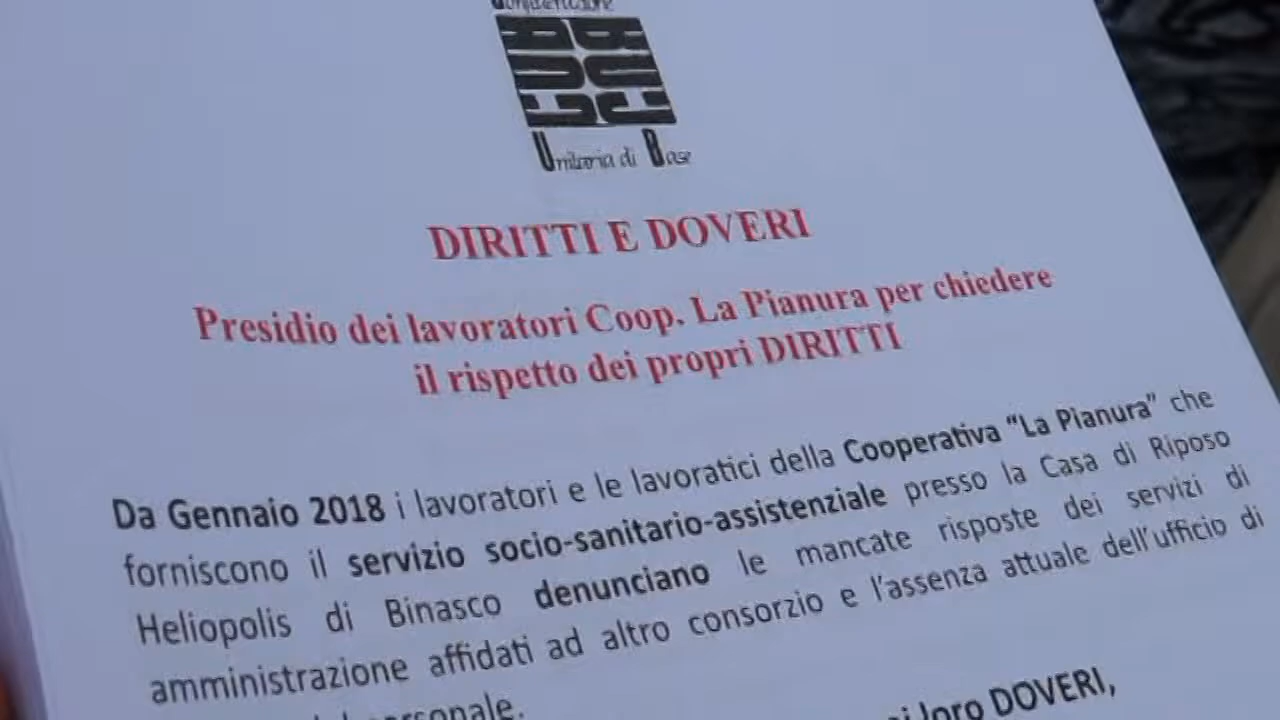 CUB
CUB
Unitaria di Base
DIRITTI E DOVERI
Presidio dei lavoratori Coop. La Pianura per chiedere
il rispetto dei propri DIRITTI
Da Gennaio 2018 i lavoratori e le lavoratici della Cooperativa “La Pianura” che
forniscono il servizio socio-sanitario-assistenziale presso la Casa di Riposo
Heliopolis di Binasco denunciano le mancate risposte dei servizi di
amministrazione affidati ad altro consorzio e l’assenza attuale dell’ufficio di
loro DOVERI,